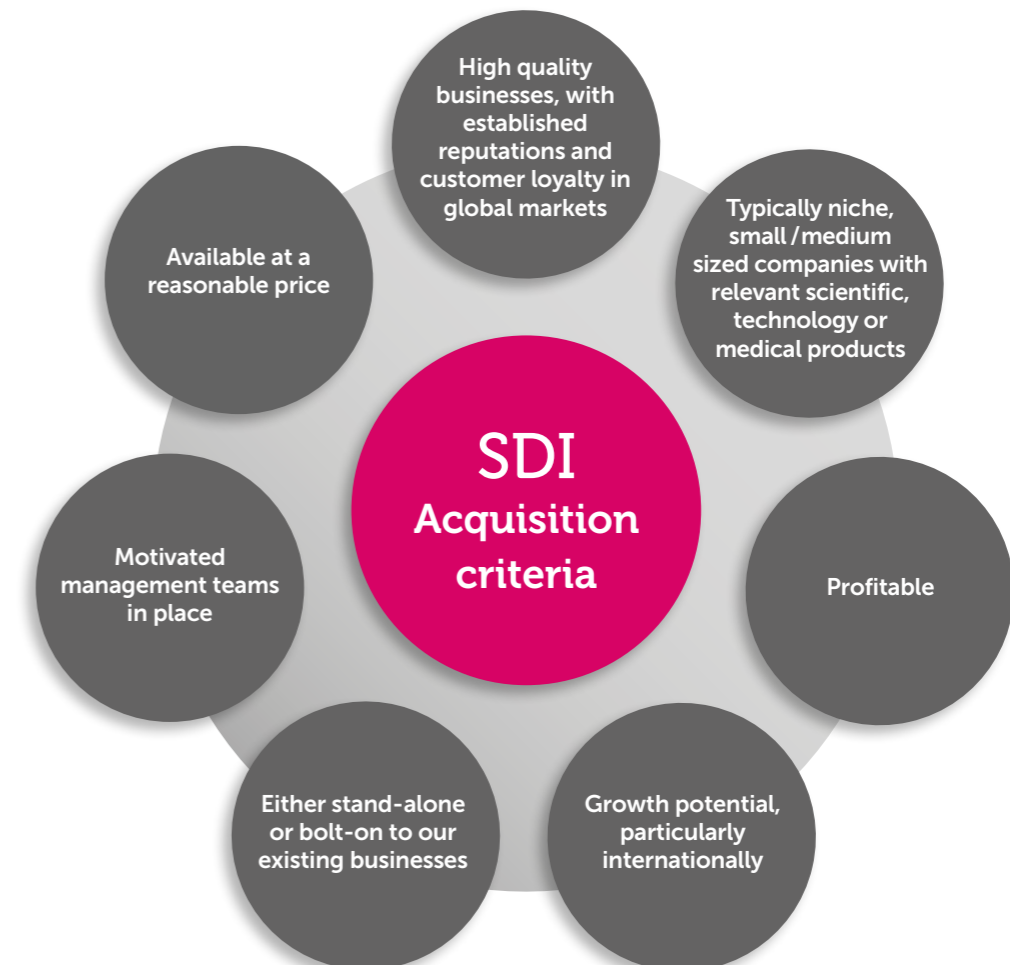 High quality
businesses, with
established
reputations and
customer loyalty in
global markets
Typically niche,
small/medium
sized companies with
relevant scientific,
technology or
medical products
Profitable
Growth potential,
particularly
internationally
Either stand-alone
or bolt-on to our
existing businesses
Motivated
management teams
in place
Available at a
reasonable price
SDI
Acquisition
criteria